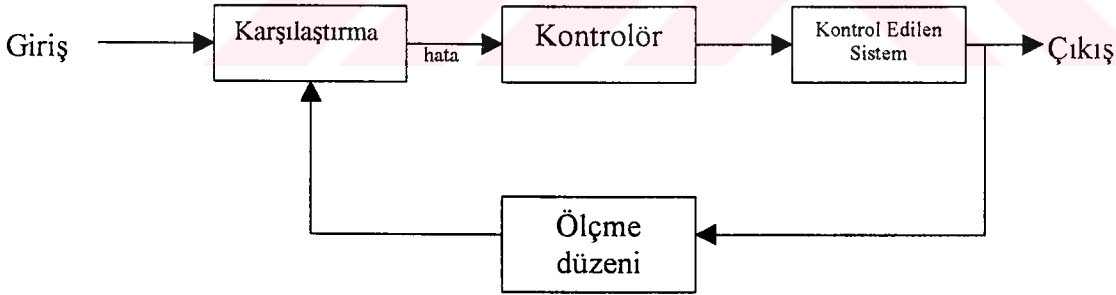 Giriş
Karşılaştırma
hata
Kontrolör
Kontrol Edilen
Sistem
Çıkış
Ölçme
düzeni